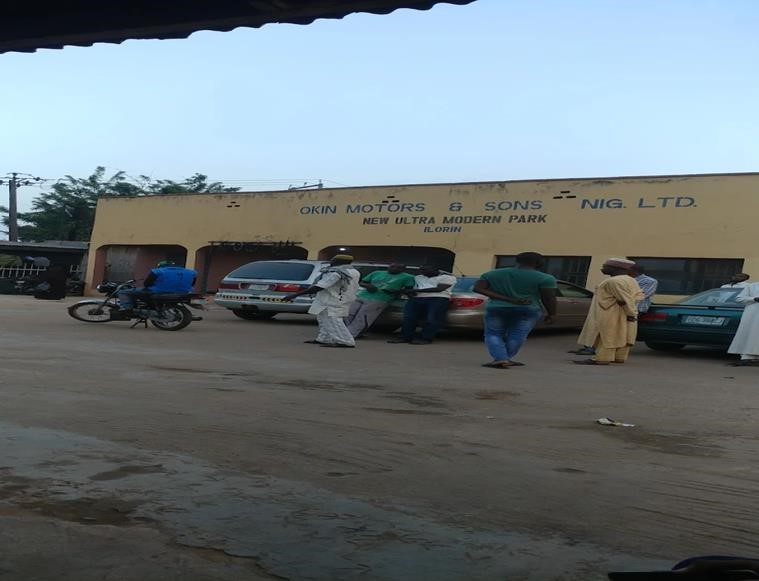 OKIN MOTORS & SONS NIG. LTD.
NEW ULTRA MODERN PARK
ILORIN